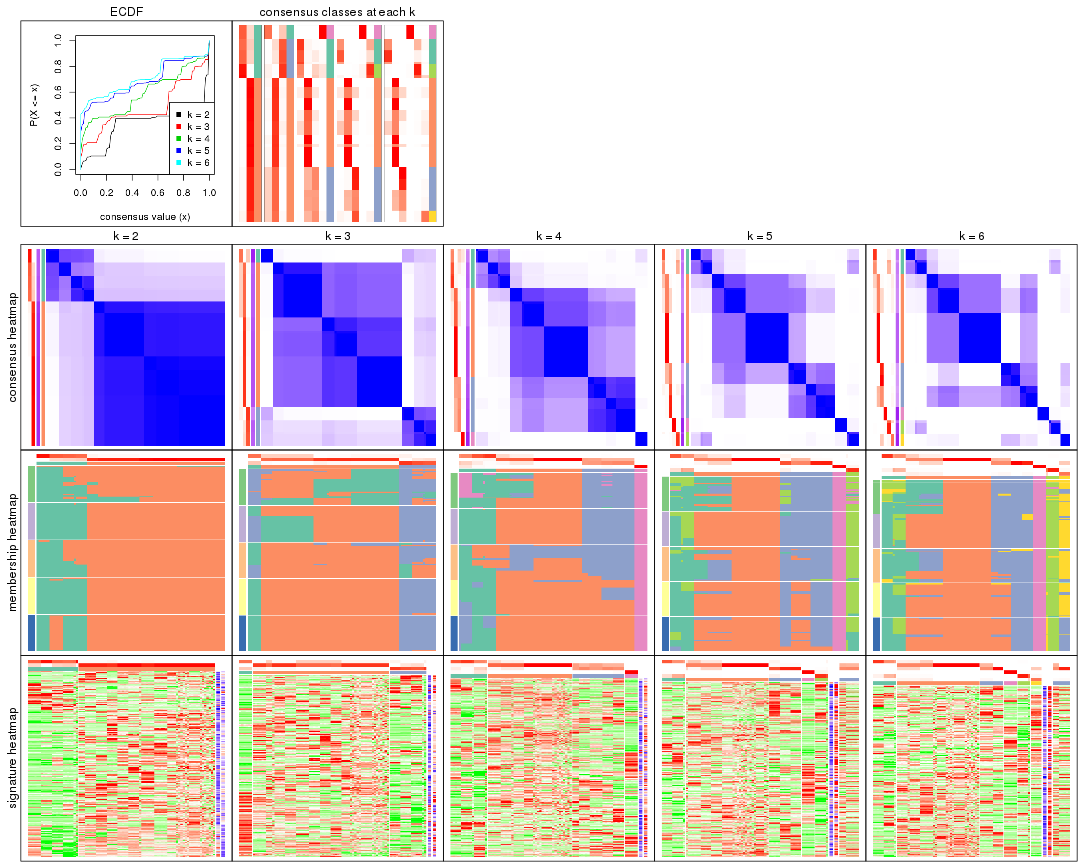 ECDF
consensus classes at each k
P(X <= x)
0.0 0.2 0.4 0.6 0.8 1.0
k = 2
k = 3
k = 4
k = 5
k = 6
0.0 0.2 0.4 0.6 0.8 1.0
consensus value (x)
k = 2
k = 3
k = 4
k = 5
k = 6
consensus heatmap
membership heatmap
signature heatmap